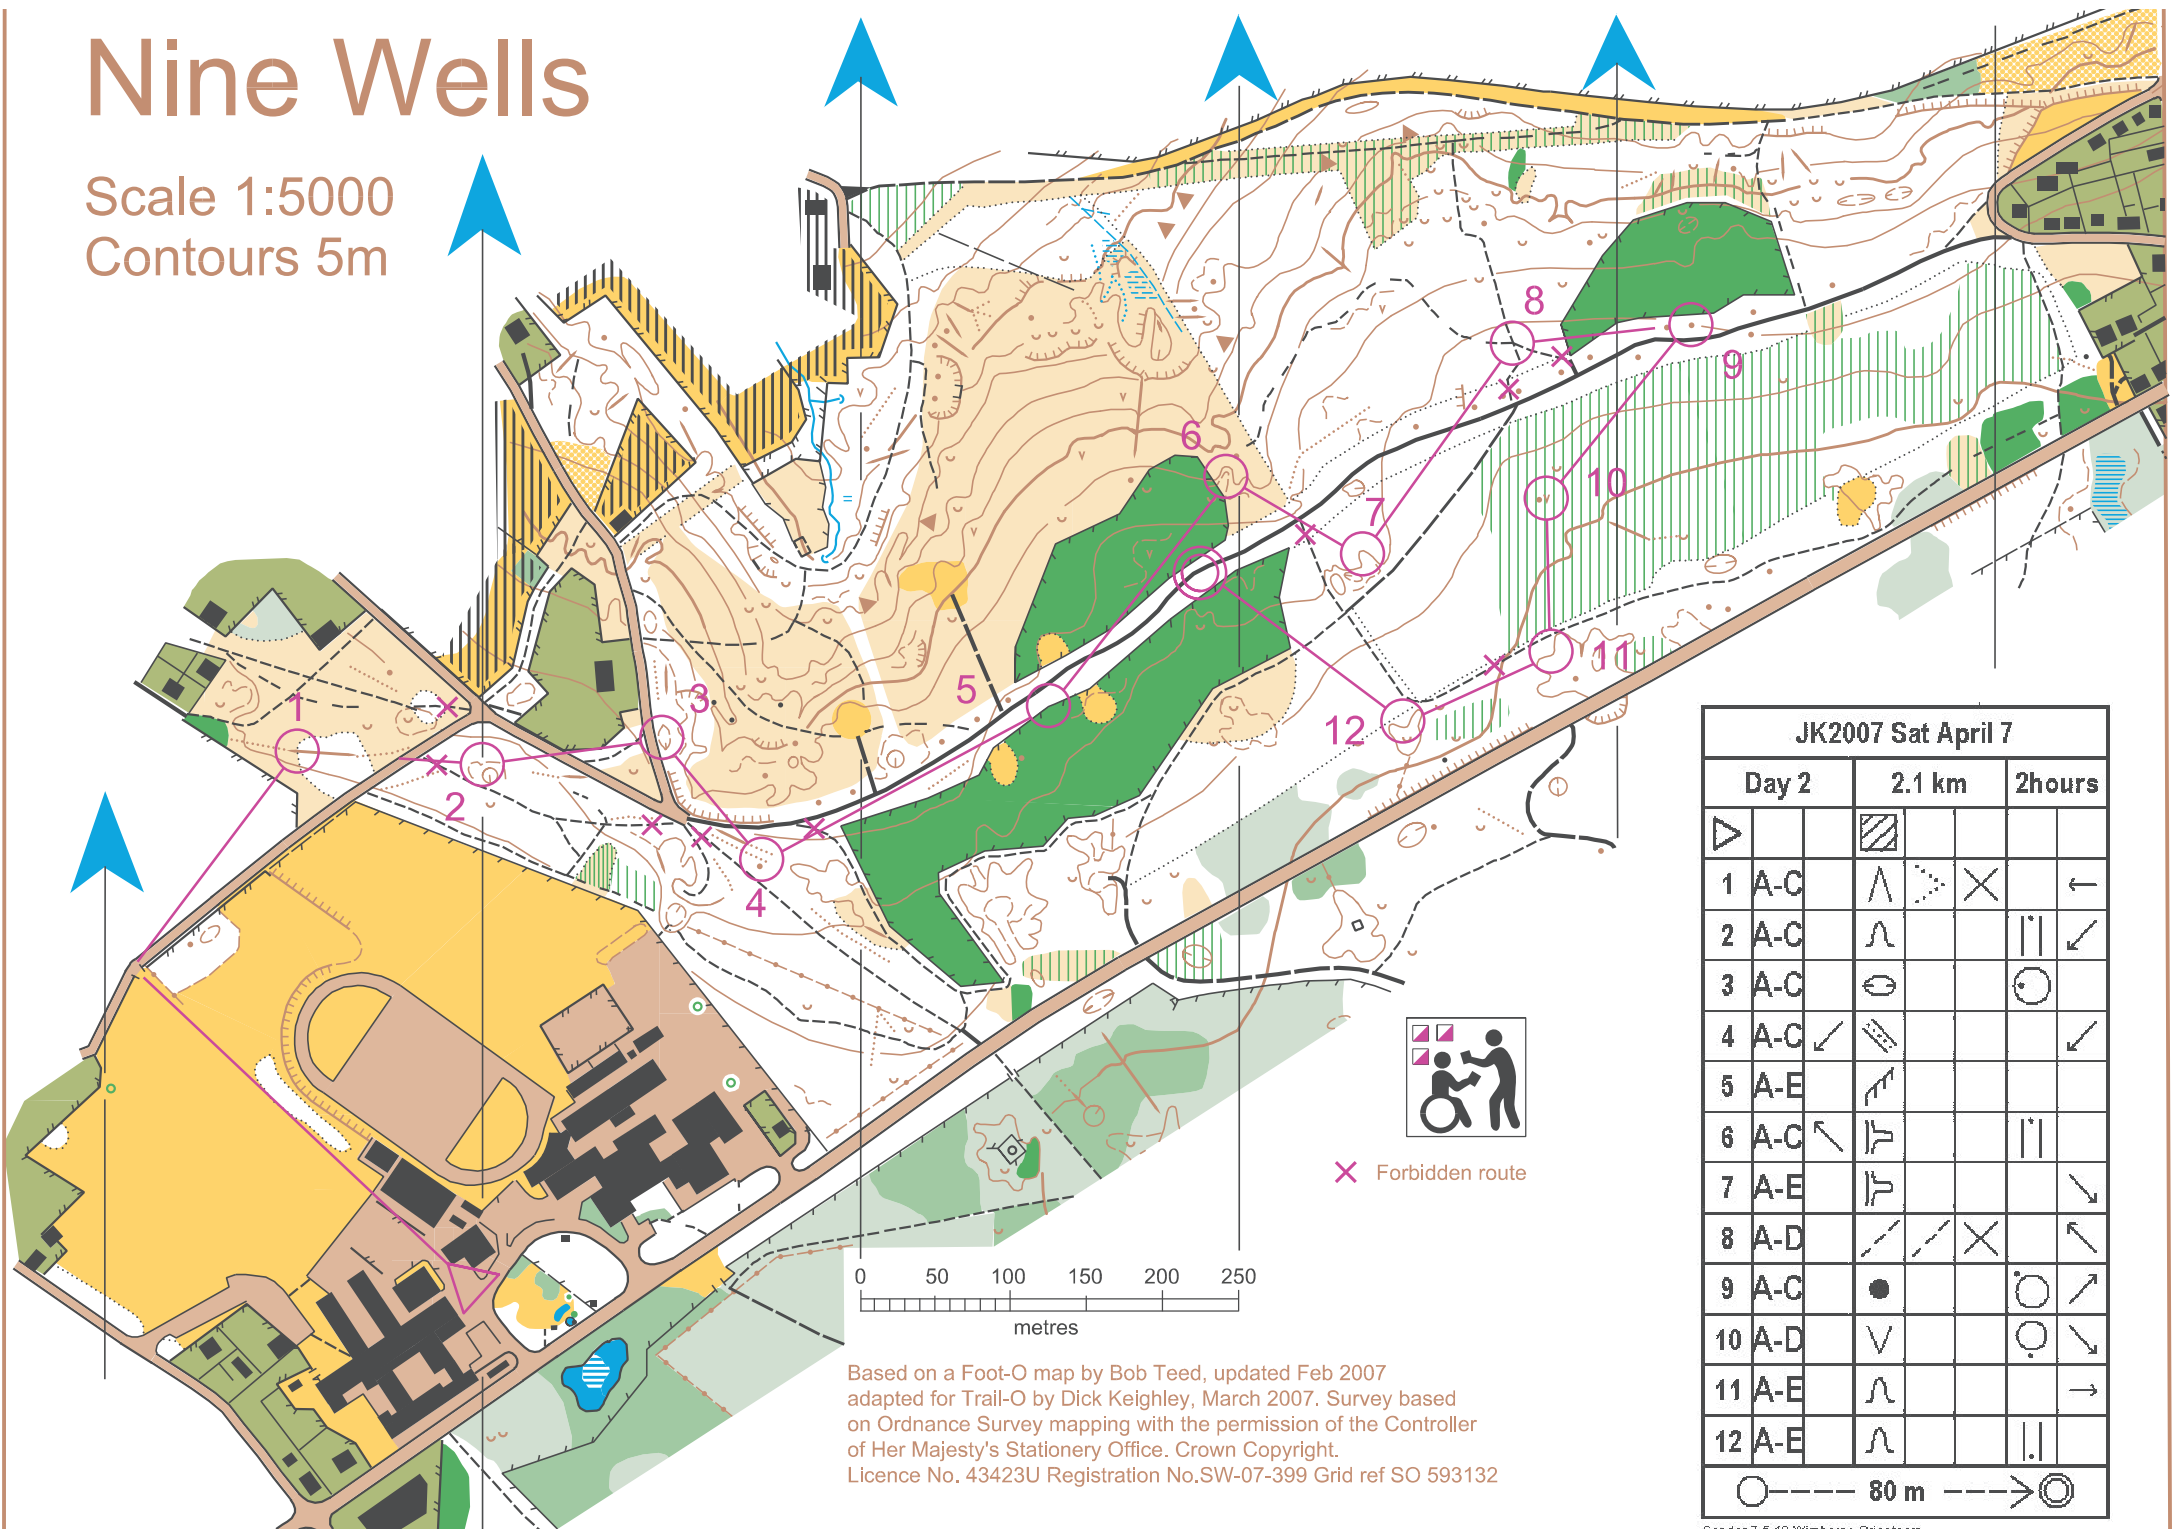 Nine Wells
Scale 1:5000
Contours 5m
1
2
3
4
5
6
7
8
9
10
11
12
JK2007 Sat April 7
Day 2 2.1 km 2hours
1 A-C
2 A-C
3 A-C
4 A-C
5 A-E
6 A-C
7 A-E
8 A-D
9 A-C
10 A-D
11 A-E
12 A-E
80 m
Forbidden route
0 50 100 150 200 250
metres
Based on a Foot-O map by Bob Teed, updated Feb 2007
adapted for Trail-O by Dick Keighley, March 2007. Survey based
on Ordnance Survey mapping with the permission of the Controller
of Her Majesty's Stationery Office. Crown Copyright.
Licence No. 43423U Registration No.SW-07-399 Grid ref SO 593132